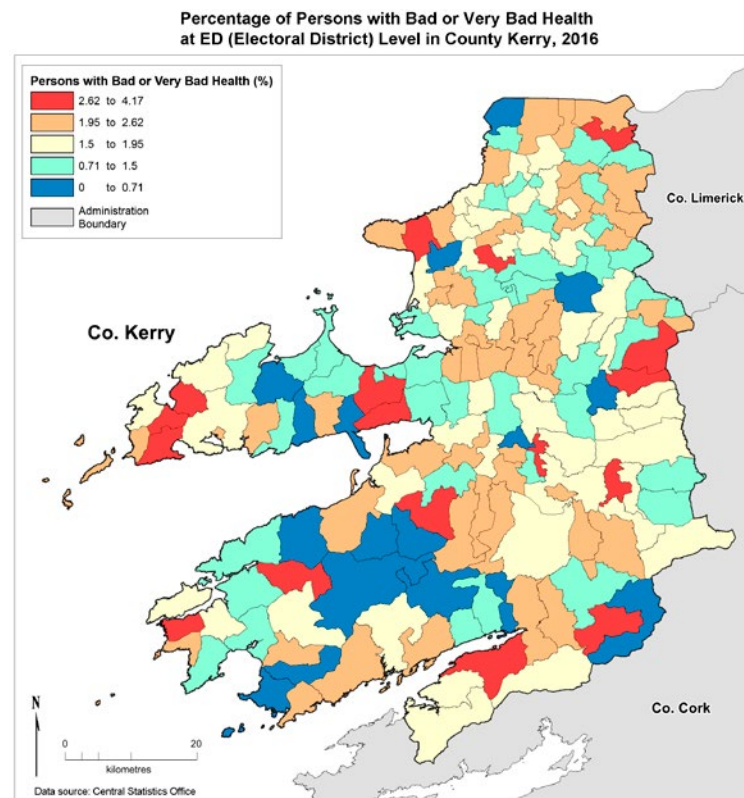 Percentage of Persons with Bad or Very Bad Health
at ED (Electoral District) Level in County Kerry, 2016
Persons with Bad or Very Bad Health (%)
2.62 to 4.17
1.95 to 2.62
1.5 to 1.95
0.71 to 1.5
0 to 0.71
Administration
Boundary
Co. Limerick
Co. Kerry
Co. Cork
N
0 20
kilometres
Data source: Central Statistics Office